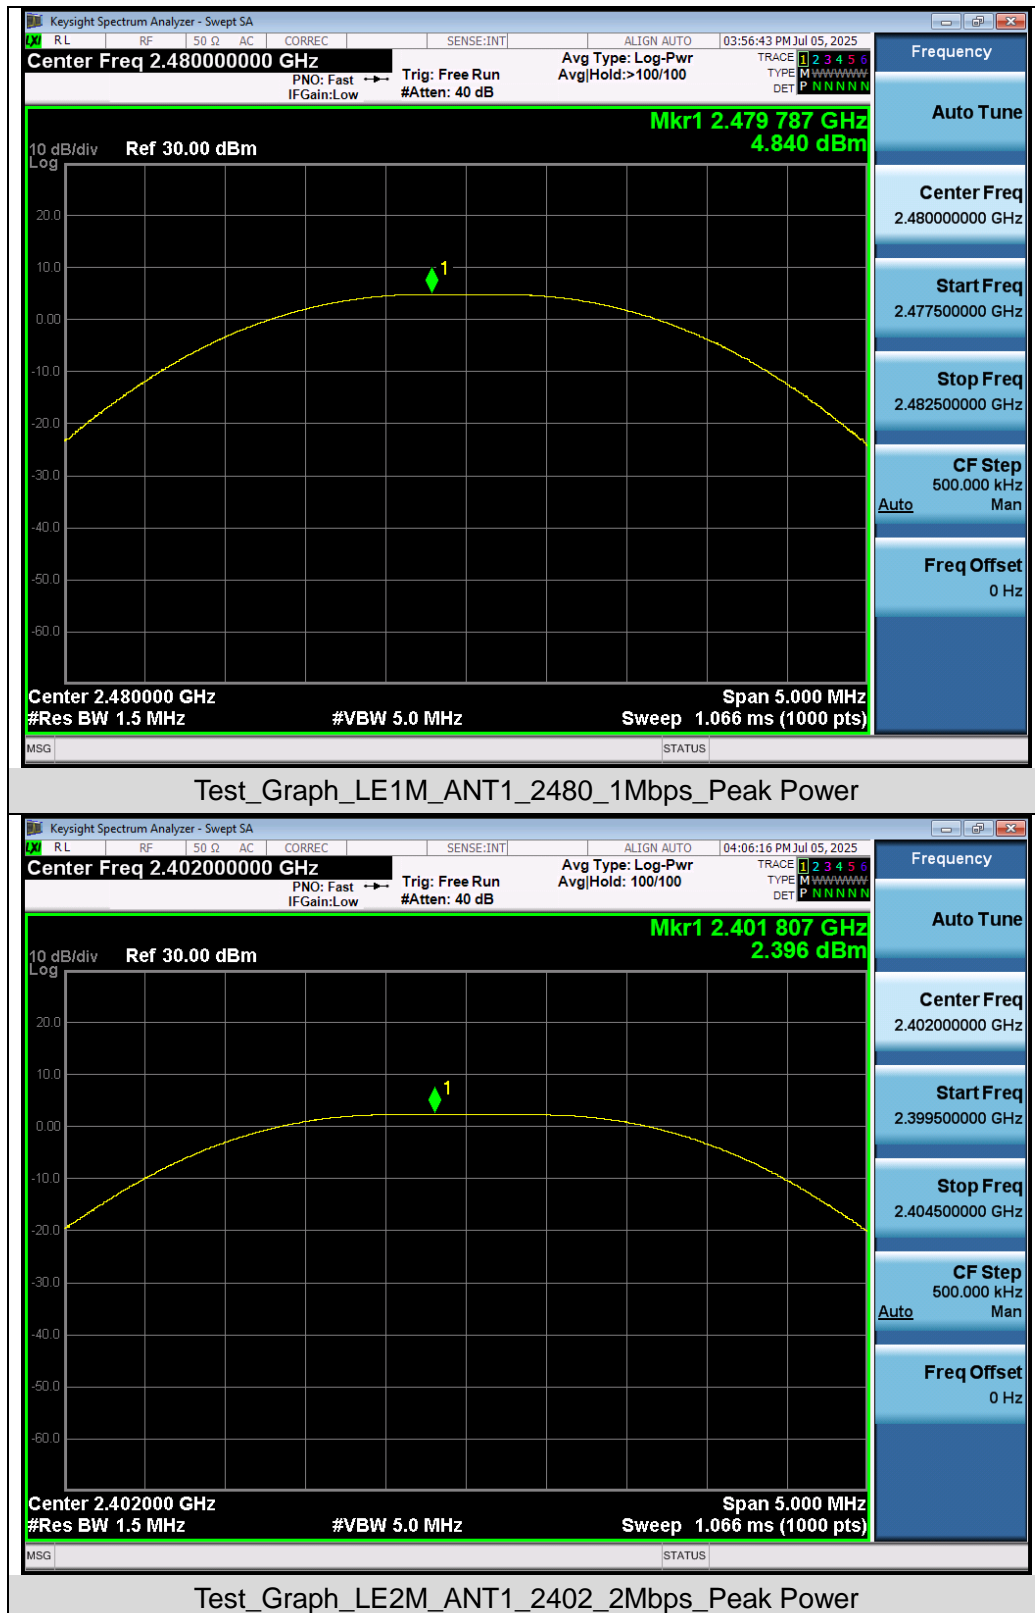 Keysight Spectrum Analyzer - Swept SA
LXI RL RF 50 Ω AC CORREC SENSE:INT ALIGN AUTO 03:56:43 PM Jul 05, 2025
Center Freq 2.480000000 GHz
PNO: Fast
IFGain:Low
Trig: Free Run
#Atten: 40 dB
Avg Type: Log-Pwr
Avg|Hold:>100/100
TRACE 1 2 3 4 5 6
TYPE M WWWWW
DET P N N N N N
Mkr1 2.479 787 GHz
4.840 dBm
10 dB/div Ref 30.00 dBm
Log
20.0
10.0
1
0.00
-10.0
-20.0
-30.0
-40.0
-50.0
-60.0
Center 2.480000 GHz Span 5.000 MHz
#Res BW 1.5 MHz #VBW 5.0 MHz Sweep 1.066 ms (1000 pts)
MSG STATUS
Frequency
Auto Tune
Center Freq
2.480000000 GHz
Start Freq
2.477500000 GHz
Stop Freq
2.482500000 GHz
CF Step
500.000 kHz
Auto Man
Freq Offset
0 Hz
Test_Graph_LE1M_ANT1_2480_1Mbps_Peak Power
Keysight Spectrum Analyzer - Swept SA
LXI RL RF 50 Ω AC CORREC SENSE:INT ALIGN AUTO 04:06:16 PM Jul 05, 2025
Center Freq 2.402000000 GHz
PNO: Fast
IFGain:Low
Trig: Free Run
#Atten: 40 dB
Avg Type: Log-Pwr
Avg|Hold: 100/100
TRACE 1 2 3 4 5 6
TYPE M WWWWW
DET P N N N N N
Mkr1 2.401 807 GHz
2.396 dBm
10 dB/div Ref 30.00 dBm
Log
20.0
10.0
1
0.00
-10.0
-20.0
-30.0
-40.0
-50.0
-60.0
Center 2.402000 GHz Span 5.000 MHz
#Res BW 1.5 MHz #VBW 5.0 MHz Sweep 1.066 ms (1000 pts)
MSG STATUS
Frequency
Auto Tune
Center Freq
2.402000000 GHz
Start Freq
2.399500000 GHz
Stop Freq
2.404500000 GHz
CF Step
500.000 kHz
Auto Man
Freq Offset
0 Hz
Test_Graph_LE2M_ANT1_2402_2Mbps_Peak Power